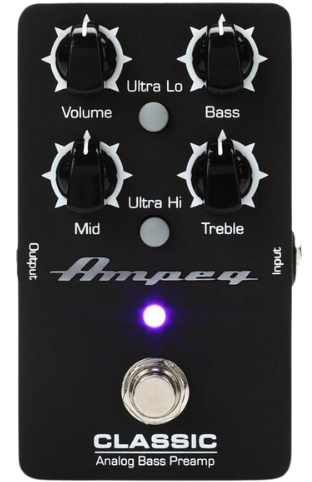 Ultra Lo
Volume
Bass
Ultra Hi
Mid
Treble
Output
Input
Ampeg
CLASSIC
Analog Bass Preamp